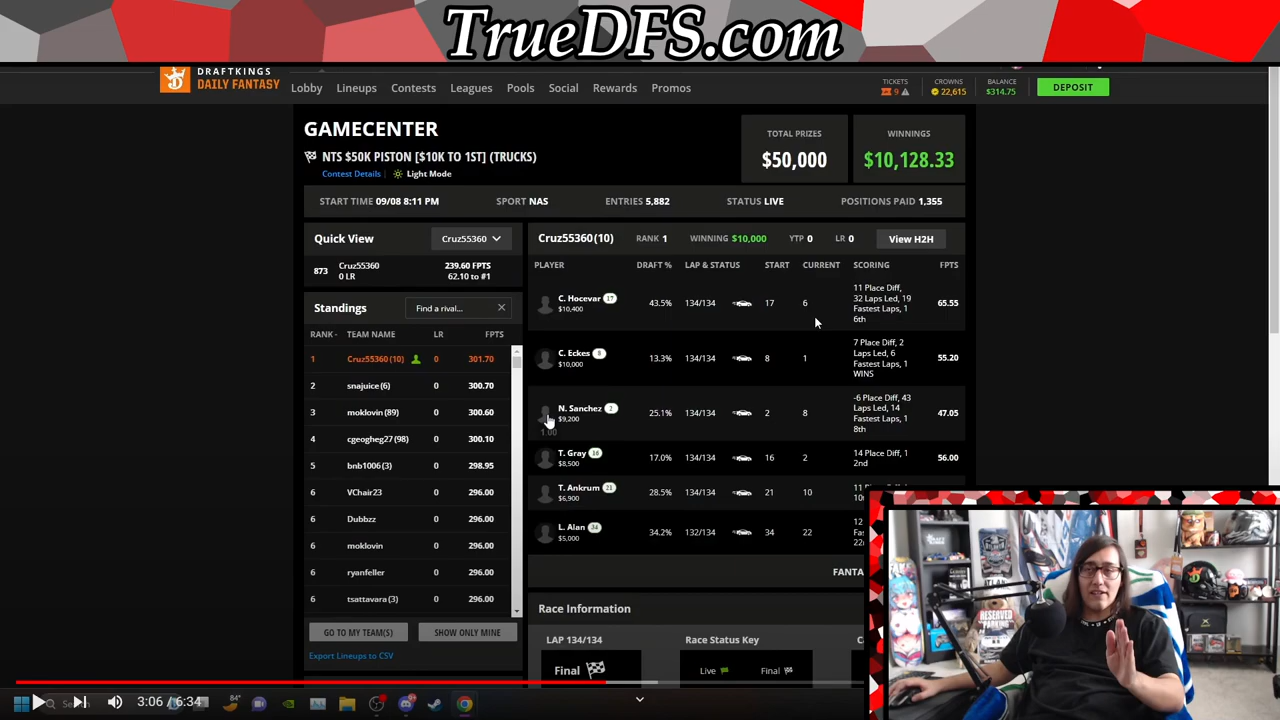 TrueDFS.com
DRAFTKINGS
DAILY FANTASY
Lobby Lineups Contests Leagues Pools Social Rewards Promos
TICKETS
9
CROWNS
22,615
BALANCE
$314.75
DEPOSIT
GAMECENTER
NTS $50K PISTON [$10K TO 1ST] (TRUCKS)
Contest Details Light Mode
TOTAL PRIZES
$50,000
WINNINGS
$10,128.33
START TIME 09/08 8:11 PM SPORT NAS ENTRIES 5,882 STATUS LIVE POSITIONS PAID 1,355
Quick View Cruz55360
873 Cruz55360 239.60 FPTS
0 LR 62.10 to #1
Standings Find a rival...
RANK TEAM NAME LR FPTS
1 Cruz55360 (10) 0 301.70
2 snajuice (6) 0 300.70
3 moklovin (89) 0 300.60
4 cgeoghegan27 (98) 0 300.10
5 bnb1006 (3) 0 298.95
6 VChair23 0 296.00
6 Dubbzz 0 296.00
6 moklovin 0 296.00
6 ryanfeller 0 296.00
6 tsattavara (3) 0 296.00
GO TO MY TEAM(S) SHOW ONLY MINE
Export Lineups to CSV
Cruz55360 (10) RANK 1 WINNING $10,000 YTP 0 LR 0 View H2H
PLAYER DRAFT % LAP & STATUS START CURRENT SCORING FPTS
C. Hocevar 17
$10,400
43.5% 134/134 17 6
11 Place Diff,
32 Laps Led, 19
Fastest Laps, 1
6th
65.55
C. Eckes 8
$10,000
13.3% 134/134 8 1
7 Place Diff, 2
Laps Led, 6
Fastest Laps, 1
WINS
55.20
N. Sanchez 2
$9,200
1.00
25.1% 134/134 2 8
-6 Place Diff, 43
Laps Led, 14
Fastest Laps, 1
8th
47.05
T. Gray 16
$8,500
17.0% 134/134 16 2
14 Place Diff, 1
2nd
56.00
T. Ankrum 21
$6,900
28.5% 134/134 21 10
L. Alan 34
$5,000
34.2% 132/134 34 22
FANTA
Race Information
LAP 134/134
Final
Race Status Key
Live Final
3:06 / 6:34
84°